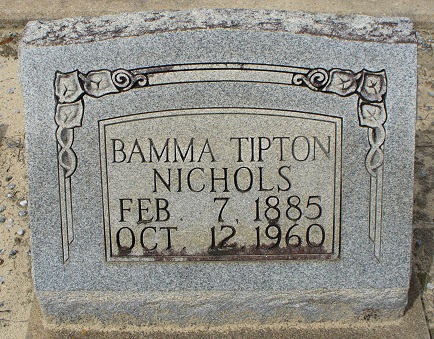 BAMMA TIPTON
NICHOLS
FEB. 7, 1885
OCT. 12, 1960